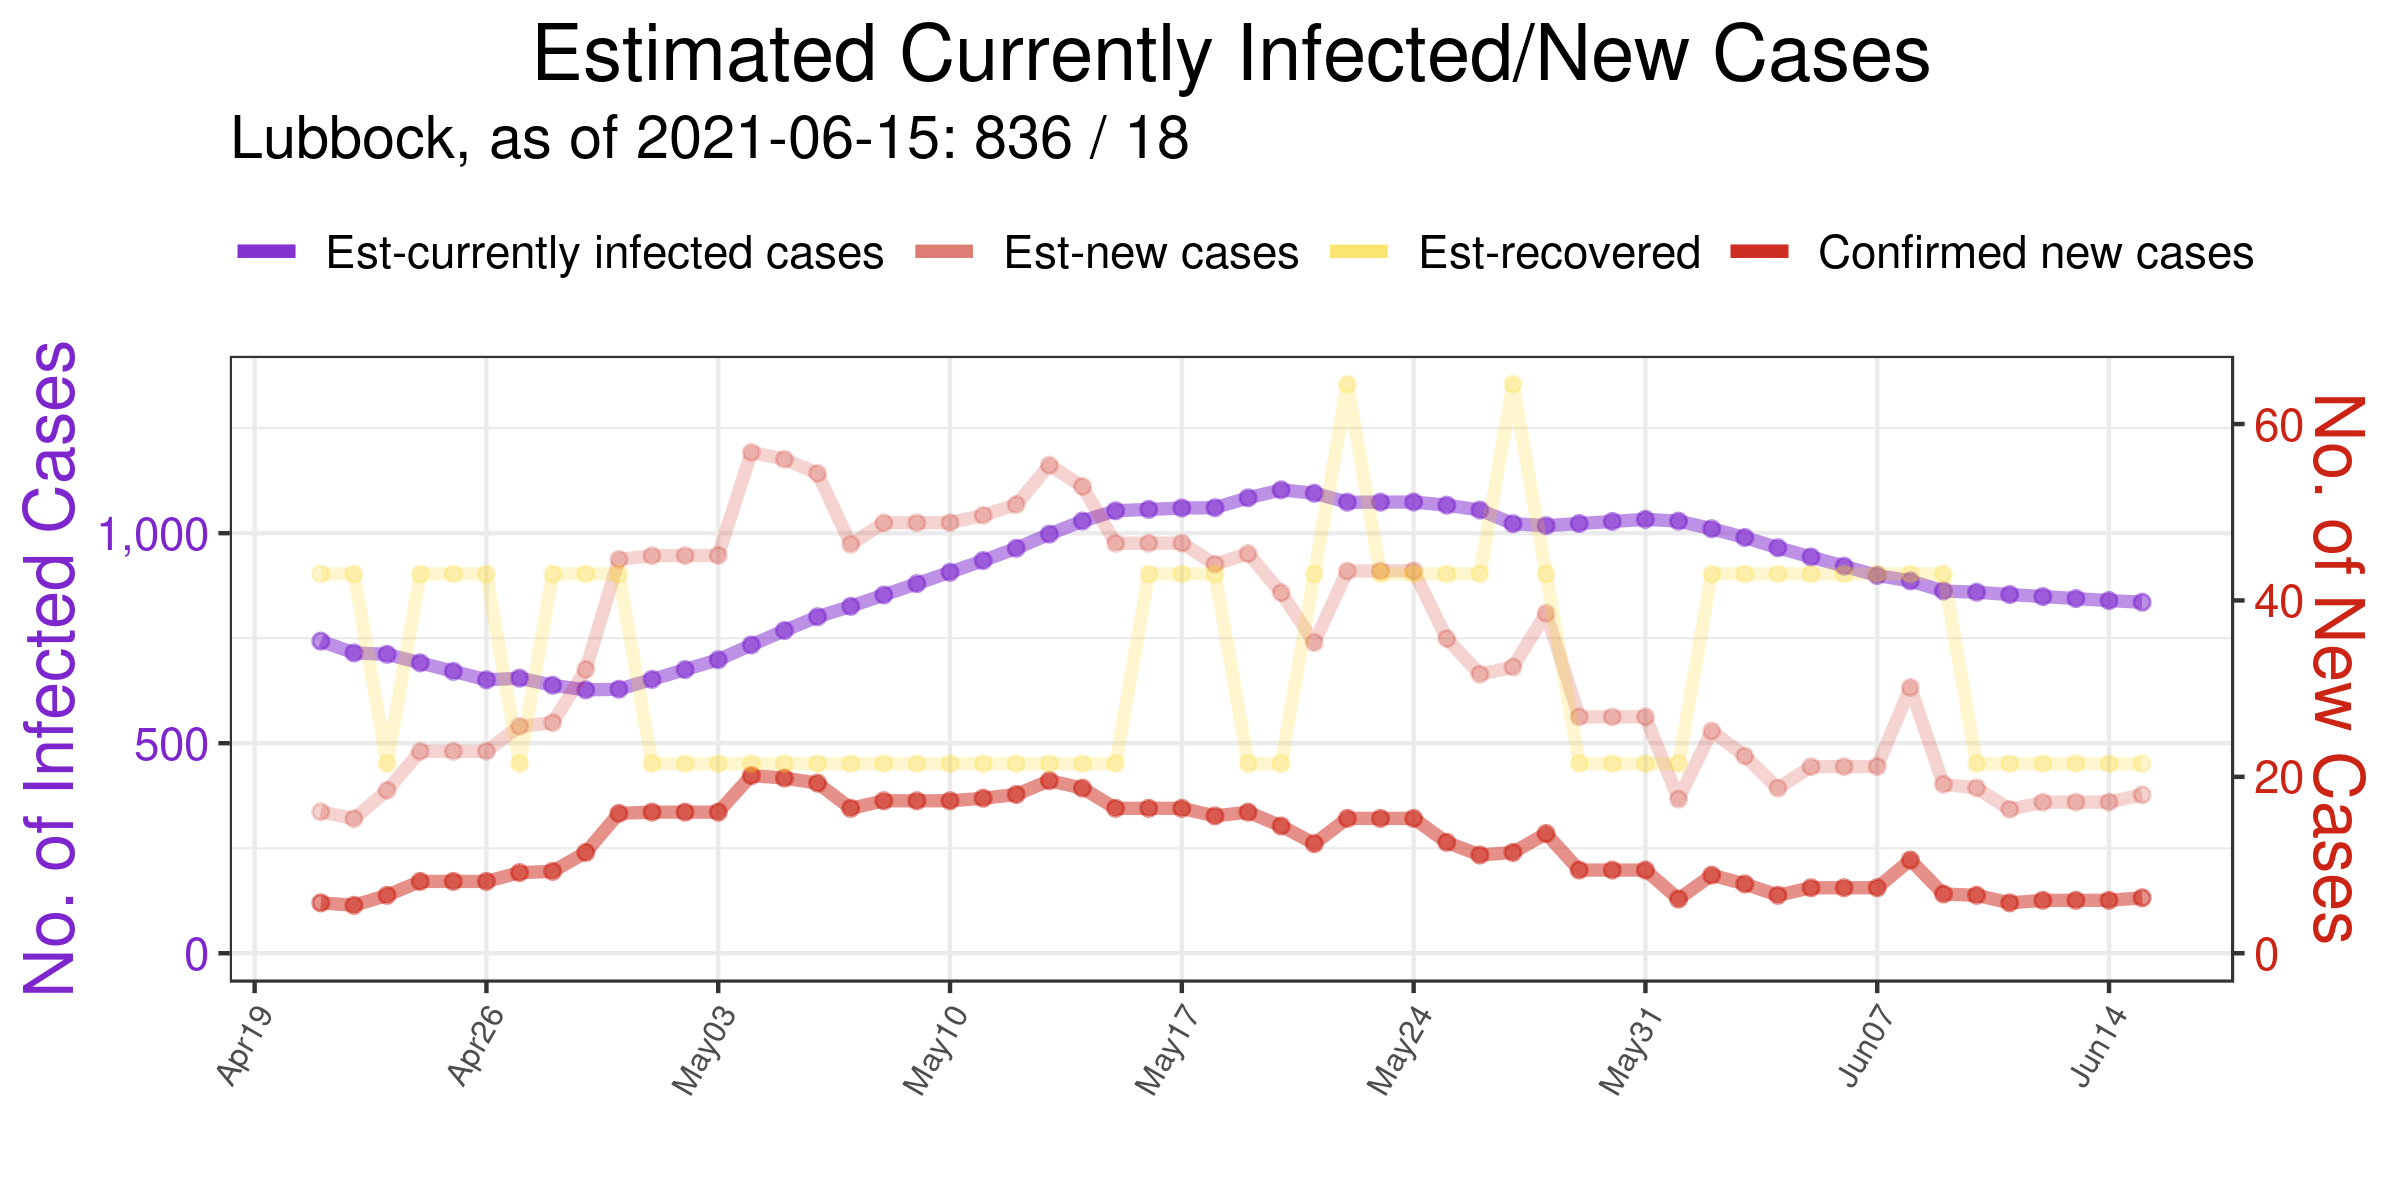 Estimated Currently Infected/New Cases
Lubbock, as of 2021-06-15: 836 / 18
Est-currently infected cases Est-new cases Est-recovered Confirmed new cases
No. of Infected Cases
1,000
500
0
60
40
20
0
No. of New Cases
Apr19 Apr26 May03 May10 May17 May24 May31 Jun07 Jun14